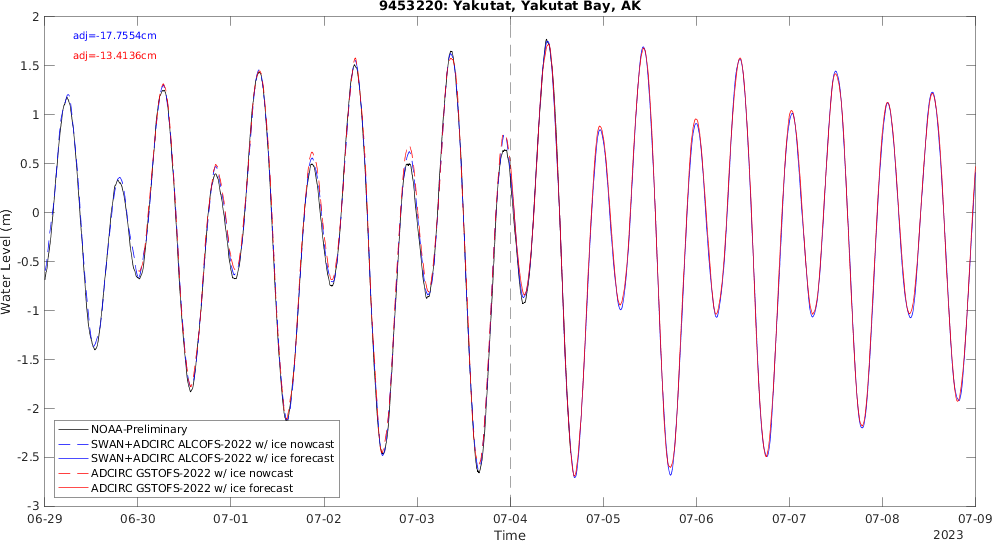 9453220: Yakutat, Yakutat Bay, AK
adj=-17.7554cm
adj=-13.4136cm
Water Level (m)
2
1.5
1
0.5
0
-0.5
-1
-1.5
-2
-2.5
-3
NOAA-Preliminary
SWAN+ADCIRC ALCOFS-2022 w/ ice nowcast
SWAN+ADCIRC ALCOFS-2022 w/ ice forecast
ADCIRC GSTOFS-2022 w/ ice nowcast
ADCIRC GSTOFS-2022 w/ ice forecast
06-29 06-30 07-01 07-02 07-03 07-04 07-05 07-06 07-07 07-08 07-09
Time
2023